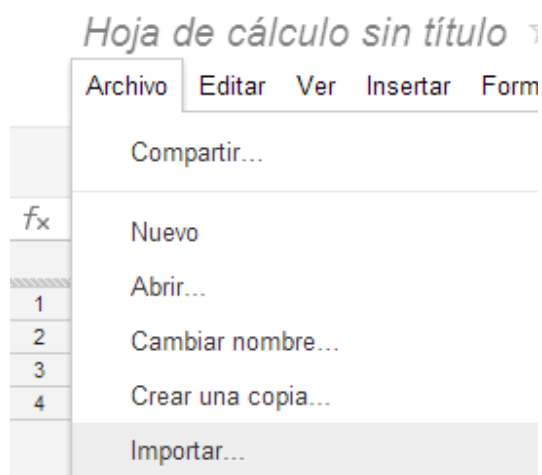 Hoja de cálculo sin título
Archivo Editar Ver Insertar Form
Compartir...
fx
Nuevo
Abrir...
1
2
Cambiar nombre...
3
4
Crear una copia...
Importar...